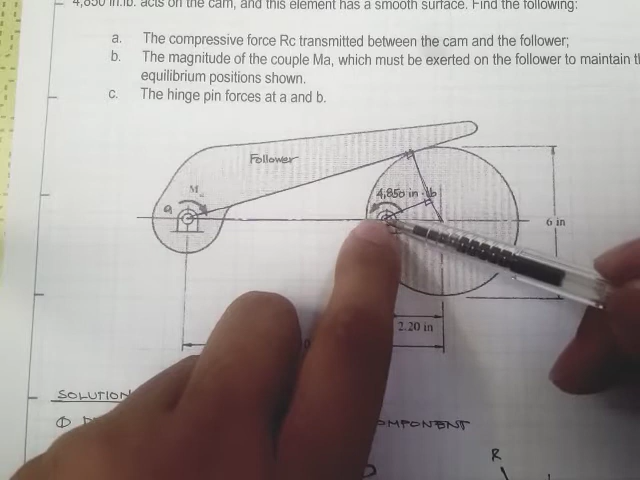 4,850 in.lb. acts on the cam, and this element has a smooth surface. Find the following:
a. The compressive force Rc transmitted between the cam and the follower;
b. The magnitude of the couple Ma, which must be exerted on the follower to maintain
equilibrium positions shown.
c. The hinge pin forces at a and b.
Follower
M
4,850 in·lb
a
6 in
2.20 in
SOLUTION
OMPONENT
R